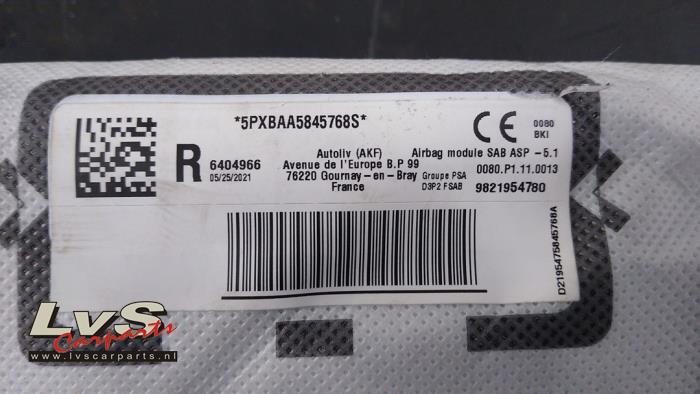 *5PXBAA5845768S*
CE 0080
BKI
R 6404966
05/25/2021
Autoliv (AKF)
Avenue de l'Europe B.P 99
76220 Gournay-en-Bray
France
Airbag module SAB ASP -5.1
0080.P1.11.0013
Groupe PSA
D3P2 FSAB
9821954780
D2195475845768A
LvS
Carparts
www.lvscarparts.nl